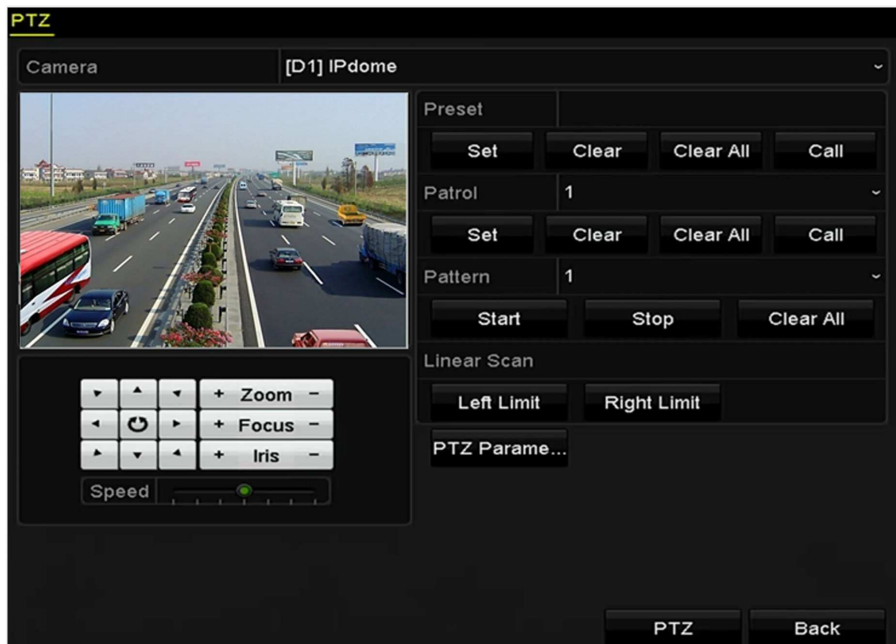 PTZ
Camera [D1] IPdome
Preset
Set Clear Clear All Call
Patrol 1
Set Clear Clear All Call
Pattern 1
Start Stop Clear All
Linear Scan
Left Limit Right Limit
PTZ Parame...
+ Zoom −
+ Focus −
+ Iris −
Speed
PTZ Back